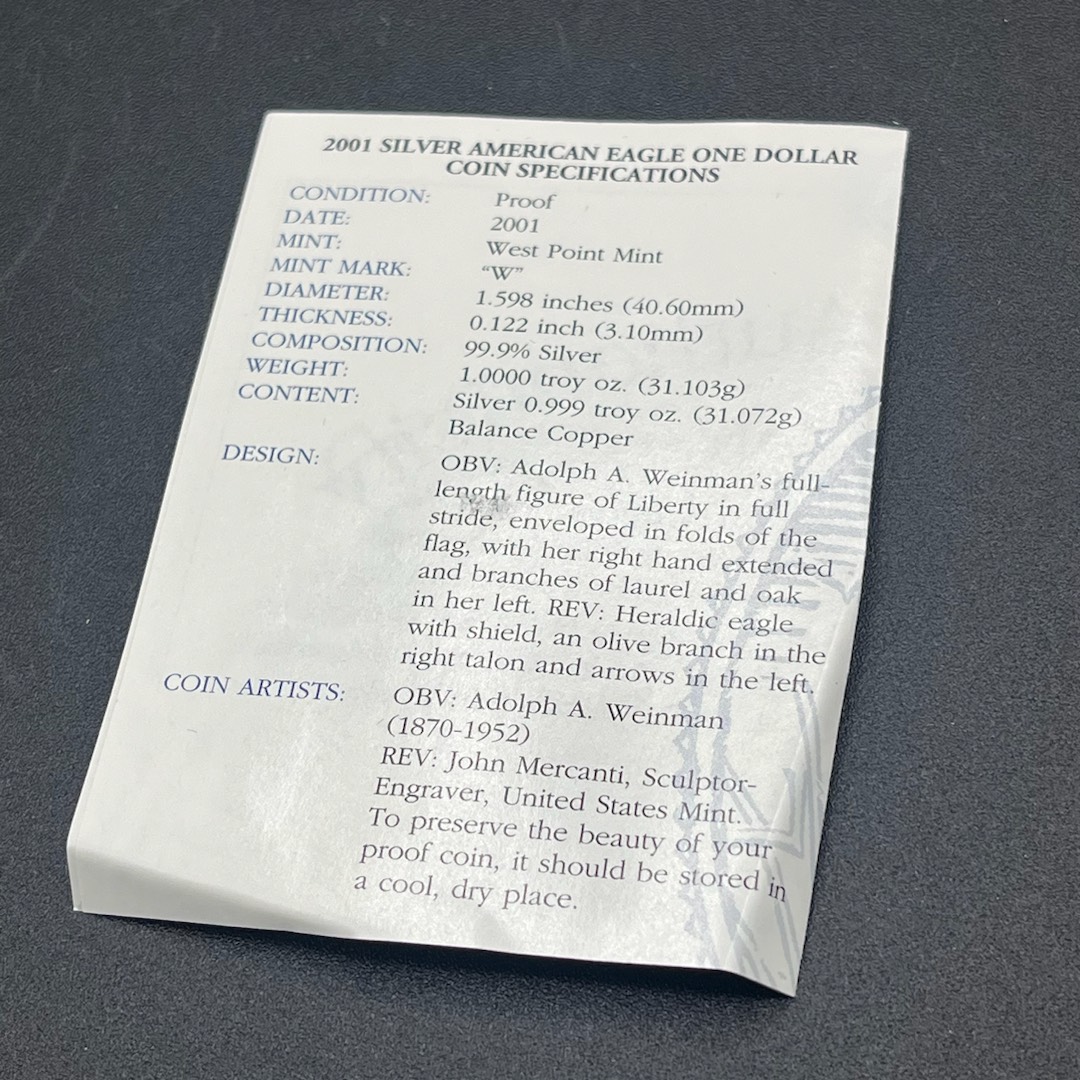 2001 SILVER AMERICAN EAGLE ONE DOLLAR
COIN SPECIFICATIONS
CONDITION: Proof
DATE: 2001
MINT: West Point Mint
MINT MARK: “W”
DIAMETER: 1.598 inches (40.60mm)
THICKNESS: 0.122 inch (3.10mm)
COMPOSITION: 99.9% Silver
WEIGHT: 1.0000 troy oz. (31.103g)
CONTENT: Silver 0.999 troy oz. (31.072g)
Balance Copper
DESIGN: OBV: Adolph A. Weinman’s full-
length figure of Liberty in full
stride, enveloped in folds of the
flag, with her right hand extended
and branches of laurel and oak
in her left. REV: Heraldic eagle
with shield, an olive branch in the
right talon and arrows in the left.
COIN ARTISTS: OBV: Adolph A. Weinman
(1870-1952)
REV: John Mercanti, Sculptor-
Engraver, United States Mint.
To preserve the beauty of your
proof coin, it should be stored in
a cool, dry place.